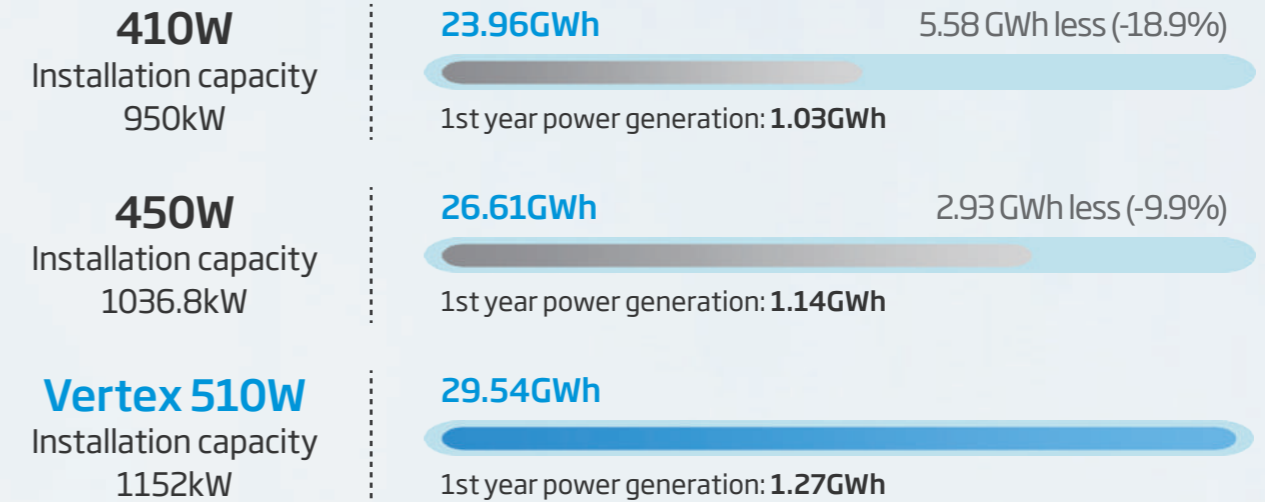 410W
Installation capacity
950kW
23.96GWh
5.58 GWh less (-18.9%)
1st year power generation: 1.03GWh
450W
Installation capacity
1036.8kW
26.61GWh
2.93 GWh less (-9.9%)
1st year power generation: 1.14GWh
Vertex 510W
Installation capacity
1152kW
29.54GWh
1st year power generation: 1.27GWh